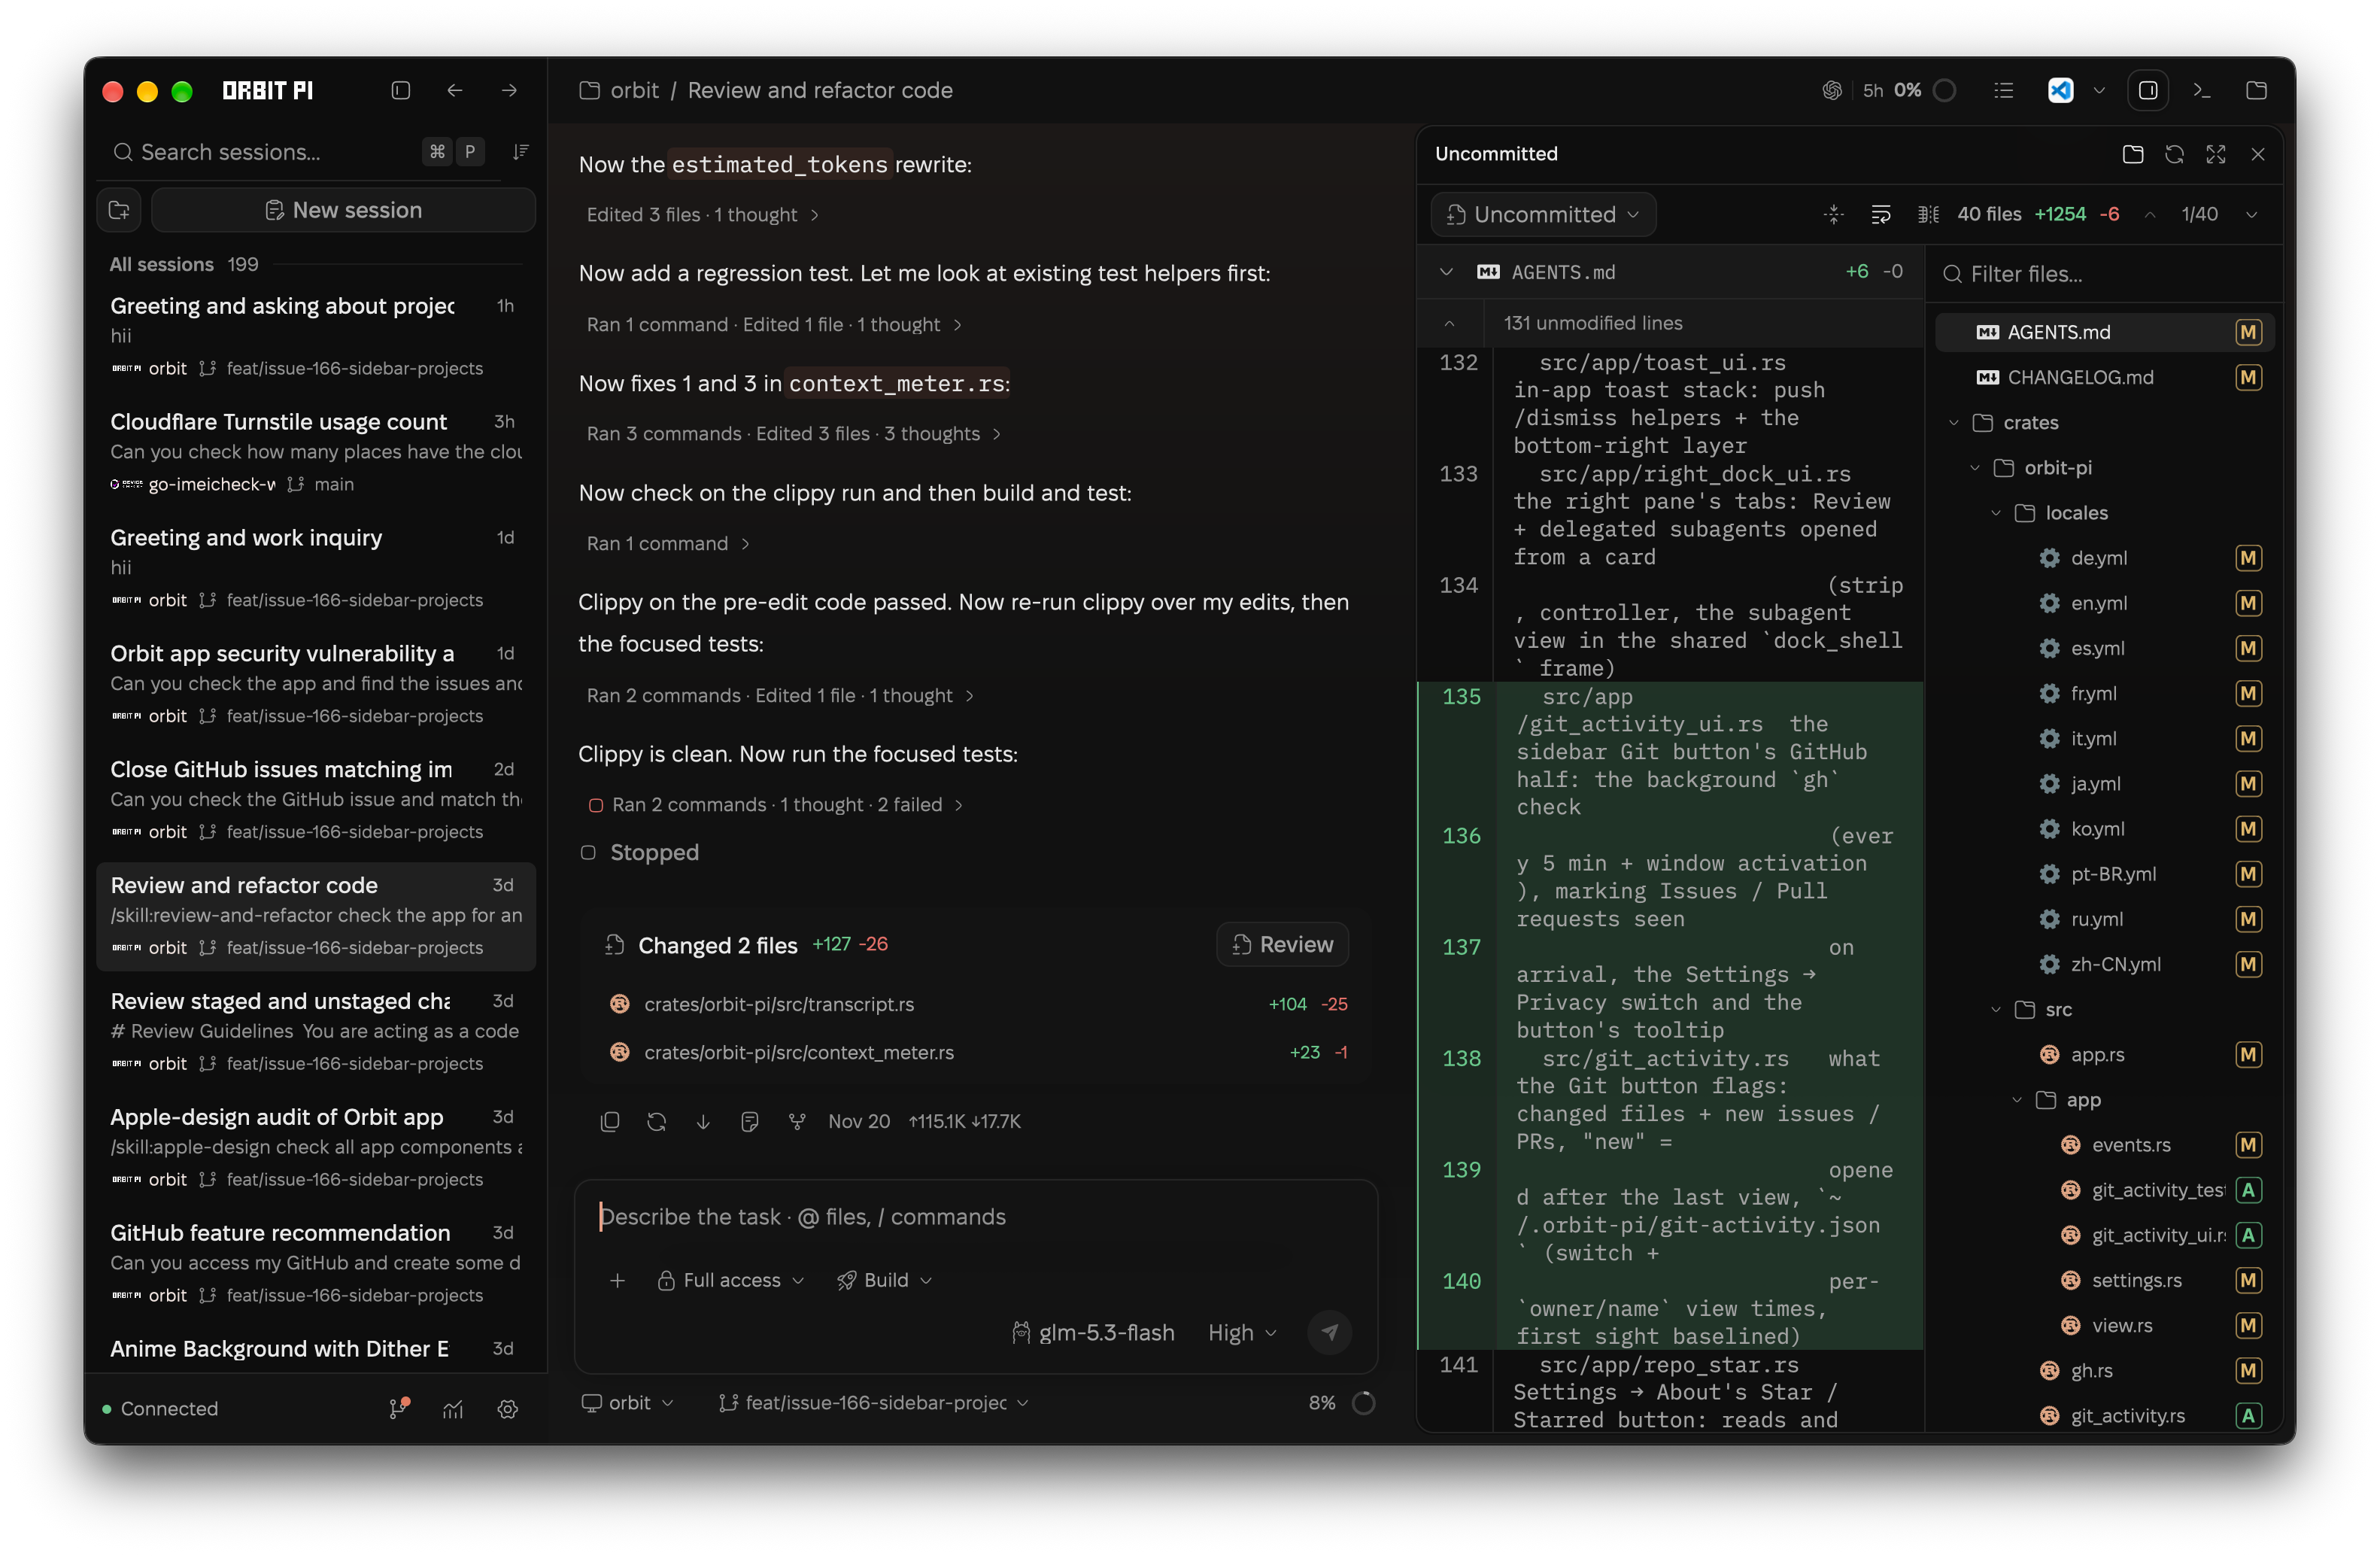 ORBIT PI
Search sessions...
⌘ P
New session
All sessions 199
Greeting and asking about projec 1h
hii
ORBIT PI orbit feat/issue-166-sidebar-projects
Cloudflare Turnstile usage count 3h
Can you check how many places have the clou
go-imeicheck-v main
Greeting and work inquiry 1d
hii
ORBIT PI orbit feat/issue-166-sidebar-projects
Orbit app security vulnerability a 1d
Can you check the app and find the issues and
ORBIT PI orbit feat/issue-166-sidebar-projects
Close GitHub issues matching im 2d
Can you check the GitHub issue and match the
ORBIT PI orbit feat/issue-166-sidebar-projects
Review and refactor code 3d
/skill:review-and-refactor check the app for an
ORBIT PI orbit feat/issue-166-sidebar-projects
Review staged and unstaged cha 3d
# Review Guidelines You are acting as a code
ORBIT PI orbit feat/issue-166-sidebar-projects
Apple-design audit of Orbit app 3d
/skill:apple-design check all app components a
ORBIT PI orbit feat/issue-166-sidebar-projects
GitHub feature recommendation 3d
Can you access my GitHub and create some d
ORBIT PI orbit feat/issue-166-sidebar-projects
Anime Background with Dither E 3d
Connected
orbit / Review and refactor code
5h 0%
Now the estimated_tokens rewrite:
Edited 3 files · 1 thought >
Now add a regression test. Let me look at existing test helpers first:
Ran 1 command · Edited 1 file · 1 thought >
Now fixes 1 and 3 in context_meter.rs:
Ran 3 commands · Edited 3 files · 3 thoughts >
Now check on the clippy run and then build and test:
Ran 1 command >
Clippy on the pre-edit code passed. Now re-run clippy over my edits, then
the focused tests:
Ran 2 commands · Edited 1 file · 1 thought >
Clippy is clean. Now run the focused tests:
Ran 2 commands · 1 thought · 2 failed >
Stopped
Changed 2 files +127 -26 Review
crates/orbit-pi/src/transcript.rs +104 -25
crates/orbit-pi/src/context_meter.rs +23 -1
Nov 20 ↑115.1K ↓17.7K
Describe the task · @ files, / commands
Full access Build
glm-5.3-flash High
orbit feat/issue-166-sidebar-projec 8%
Uncommitted
Uncommitted 40 files +1254 -6 1/40
AGENTS.md +6 -0
131 unmodified lines
132 src/app/toast_ui.rs
in-app toast stack: push
/dismiss helpers + the
bottom-right layer
133 src/app/right_dock_ui.rs
the right pane's tabs: Review
+ delegated subagents opened
from a card
134 (strip
, controller, the subagent
view in the shared `dock_shell
` frame)
135 src/app
/git_activity_ui.rs the
sidebar Git button's GitHub
half: the background `gh`
check
136 (ever
y 5 min + window activation
), marking Issues / Pull
requests seen
137 on
arrival, the Settings →
Privacy switch and the
button's tooltip
138 src/git_activity.rs what
the Git button flags:
changed files + new issues /
PRs, "new" =
139 opene
d after the last view, `~
/.orbit-pi/git-activity.json
` (switch +
140 per-
`owner/name` view times,
first sight baselined)
141 src/app/repo_star.rs
Settings → About's Star /
Starred button: reads and
Filter files...
AGENTS.md M
CHANGELOG.md M
crates
orbit-pi
locales
de.yml M
en.yml M
es.yml M
fr.yml M
it.yml M
ja.yml M
ko.yml M
pt-BR.yml M
ru.yml M
zh-CN.yml M
src
app.rs M
app
events.rs M
git_activity_test A
git_activity_ui.r A
settings.rs M
view.rs M
gh.rs M
git_activity.rs A